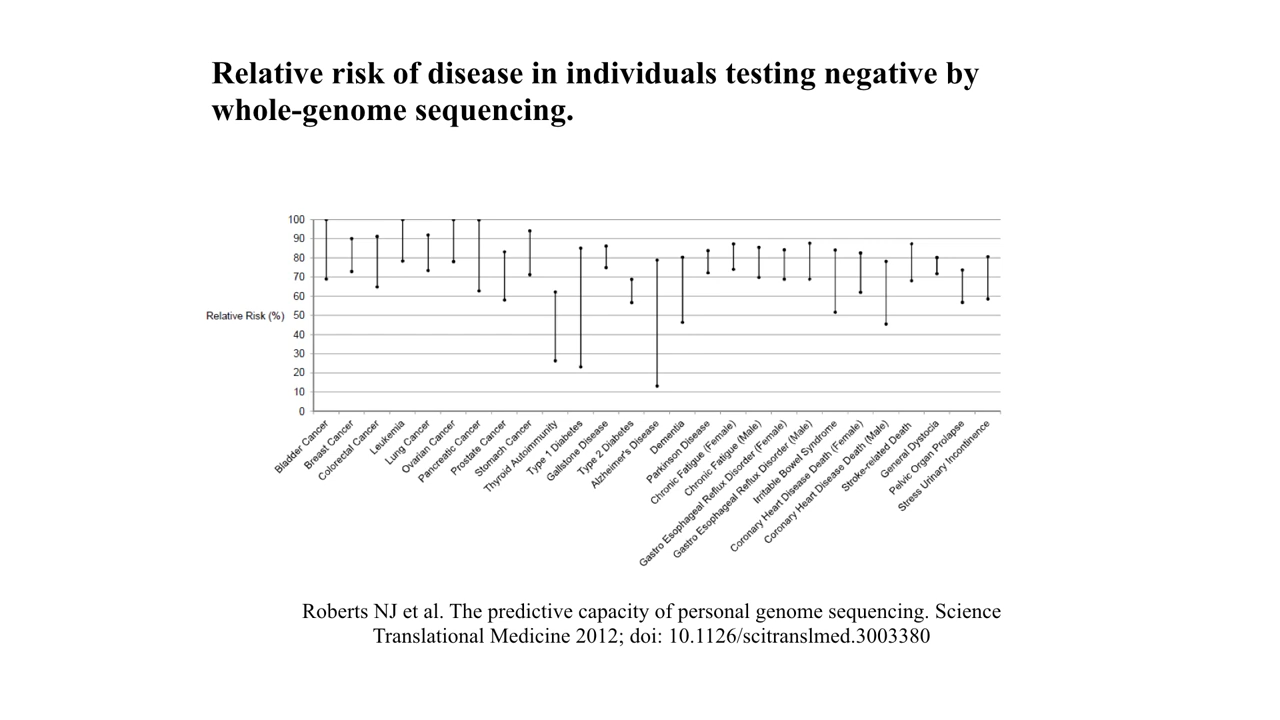 Relative risk of disease in individuals testing negative by
whole-genome sequencing.
100
90
80
70
60
Relative Risk (%) 50
40
30
20
10
0
Bladder Cancer
Breast Cancer
Colorectal Cancer
Leukemia
Lung Cancer
Ovarian Cancer
Pancreatic Cancer
Prostate Cancer
Stomach Cancer
Thyroid Autoimmunity
Type 1 Diabetes
Gallstone Disease
Type 2 Diabetes
Alzheimer's Disease
Dementia
Parkinson Disease
Chronic Fatigue (Female)
Chronic Fatigue (Male)
Gastro Esophageal Reflux Disorder (Female)
Gastro Esophageal Reflux Disorder (Male)
Irritable Bowel Syndrome
Coronary Heart Disease Death (Female)
Coronary Heart Disease Death (Male)
Stroke-related Death
General Dystocia
Pelvic Organ Prolapse
Stress Urinary Incontinence
Roberts NJ et al. The predictive capacity of personal genome sequencing. Science
Translational Medicine 2012; doi: 10.1126/scitranslmed.3003380